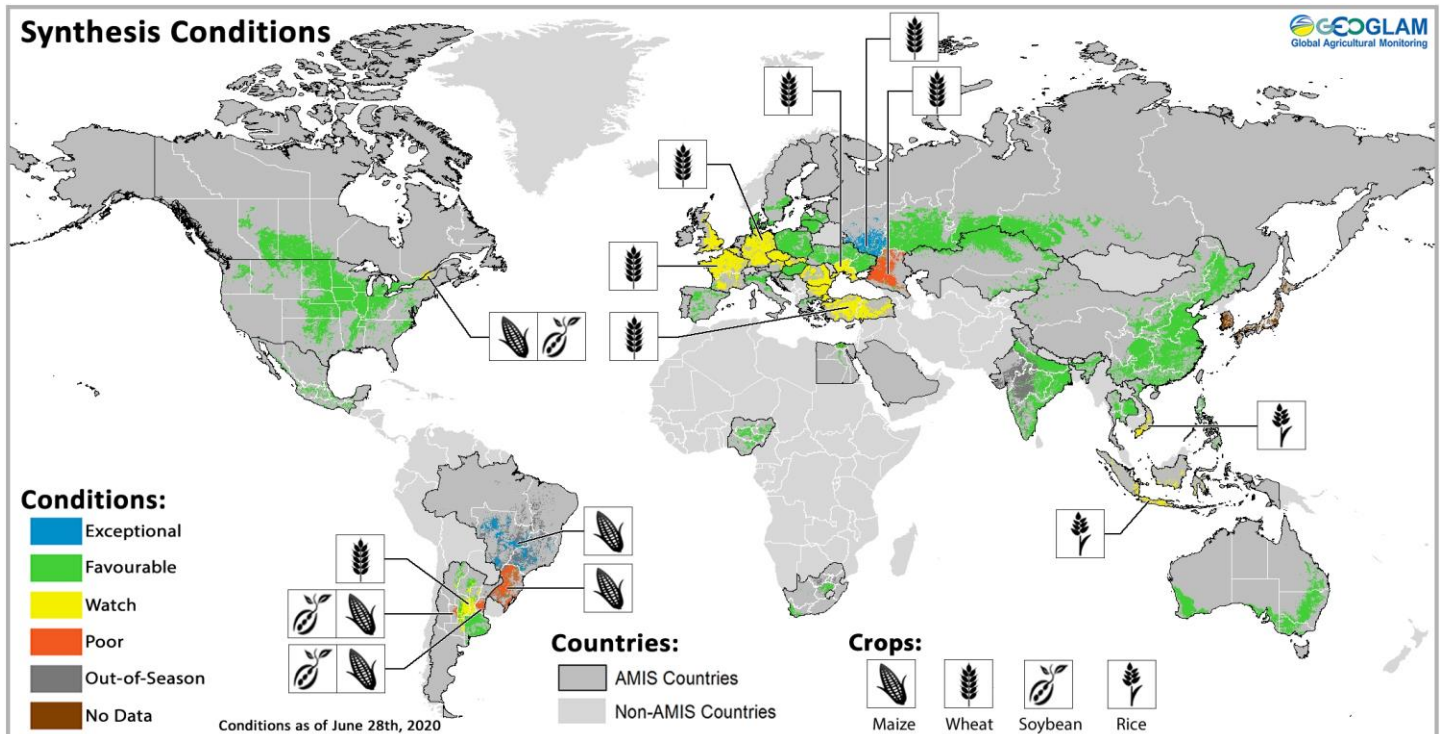 Synthesis Conditions
GEOGLAM
Global Agricultural Monitoring
Conditions:
Exceptional
Favourable
Watch
Poor
Out-of-Season
No Data
Conditions as of June 28th, 2020
Countries:
AMIS Countries
Non-AMIS Countries
Crops:
Maize
Wheat
Soybean
Rice